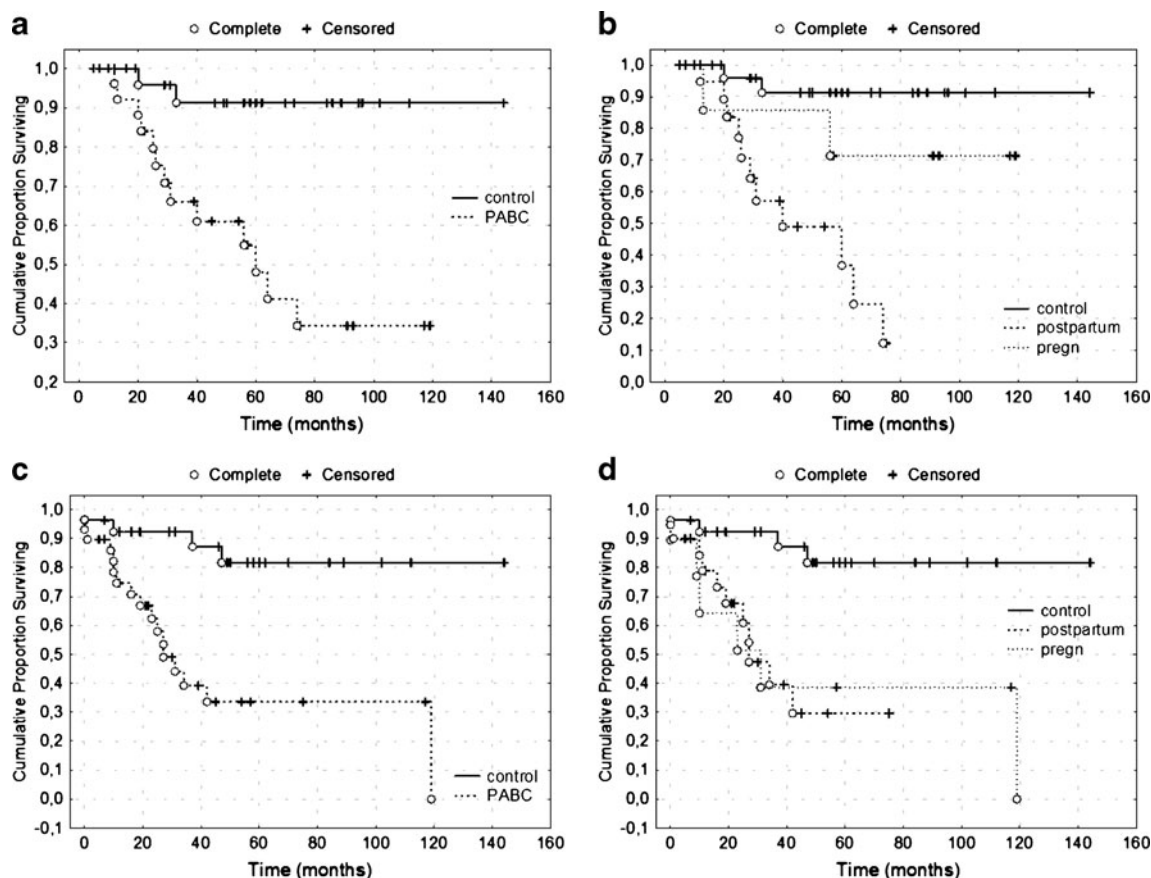 a
○ Complete + Censored
Cumulative Proportion Surviving
1,0
0,9
0,8
0,7
0,6
0,5
0,4
0,3
0,2
control
PABC
0 20 40 60 80 100 120 140 160
Time (months)
b
○ Complete + Censored
Cumulative Proportion Surviving
1,0
0,9
0,8
0,7
0,6
0,5
0,4
0,3
0,2
0,1
0,0
control
postpartum
pregn
0 20 40 60 80 100 120 140 160
Time (months)
c
○ Complete + Censored
Cumulative Proportion Surviving
1,0
0,9
0,8
0,7
0,6
0,5
0,4
0,3
0,2
0,1
0,0
-0,1
control
PABC
0 20 40 60 80 100 120 140 160
Time (months)
d
○ Complete + Censored
Cumulative Proportion Surviving
1,0
0,9
0,8
0,7
0,6
0,5
0,4
0,3
0,2
0,1
0,0
-0,1
control
postpartum
pregn
0 20 40 60 80 100 120 140 160
Time (months)